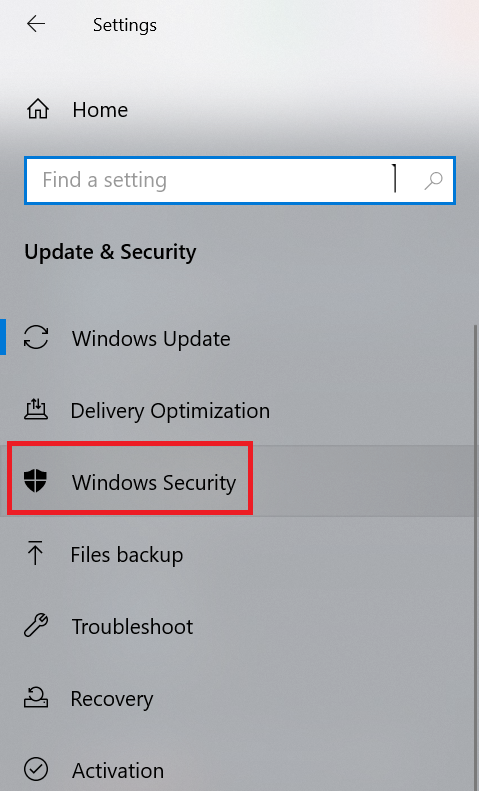 Settings
Home
Find a setting
Update & Security
Windows Update
Delivery Optimization
Windows Security
Files backup
Troubleshoot
Recovery
Activation